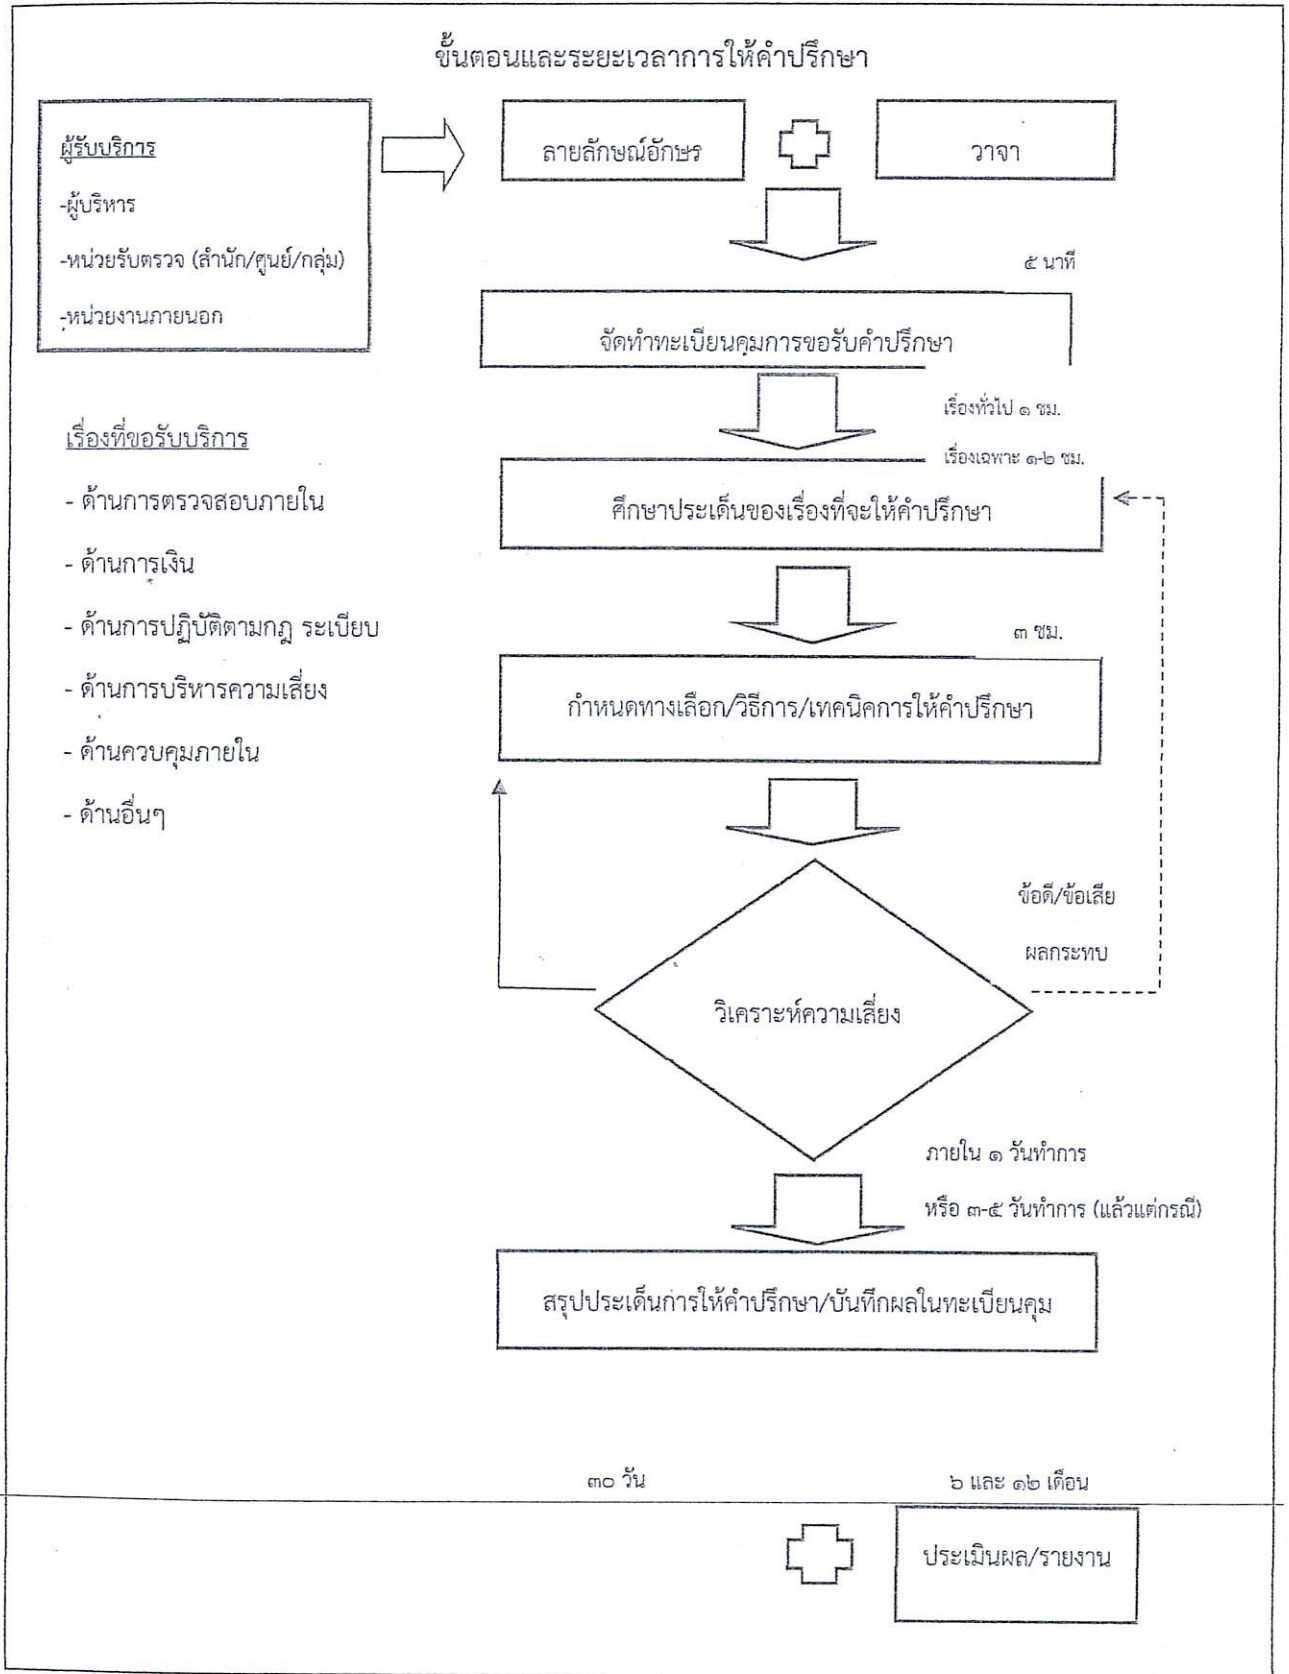 ขั้นตอนและระยะเวลาการให้คำปรึกษา
ผู้รับบริการ
-ผู้บริหาร
-หน่วยรับตรวจ (สำนัก/ศูนย์/กลุ่ม)
-หน่วยงานภายนอก
ลายลักษณ์อักษร
วาจา
๕ นาที
จัดทำทะเบียนคุมการขอรับคำปรึกษา
เรื่องทั่วไป ๑ ชม.
เรื่องเฉพาะ ๑-๒ ชม.
เรื่องที่ขอรับบริการ
- ด้านการตรวจสอบภายใน
- ด้านการเงิน
- ด้านการปฏิบัติตามกฎ ระเบียบ
- ด้านการบริหารความเสี่ยง
- ด้านควบคุมภายใน
- ด้านอื่นๆ
ศึกษาประเด็นของเรื่องที่จะให้คำปรึกษา
๓ ชม.
กำหนดทางเลือก/วิธีการ/เทคนิคการให้คำปรึกษา
ข้อดี/ข้อเสีย
ผลกระทบ
วิเคราะห์ความเสี่ยง
ภายใน ๑ วันทำการ
หรือ ๓-๕ วันทำการ (แล้วแต่กรณี)
สรุปประเด็นการให้คำปรึกษา/บันทึกผลในทะเบียนคุม
๓๐ วัน
๖ และ ๑๒ เดือน
ประเมินผล/รายงาน